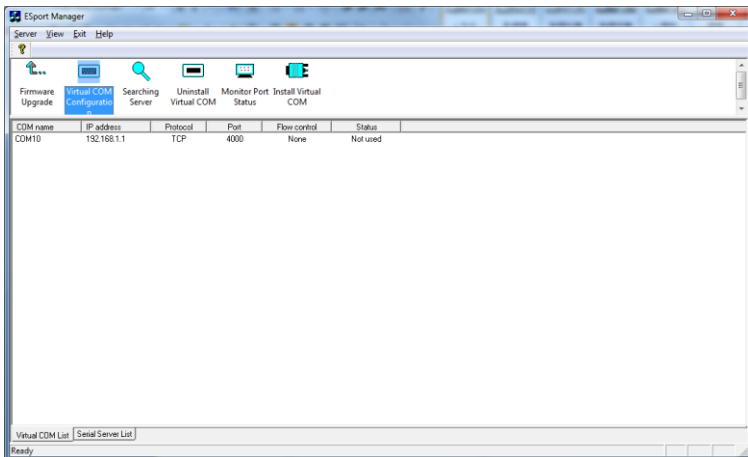 ESport Manager
Server View Exit Help
Firmware Upgrade
Virtual COM Configuratio n
Searching Server
Uninstall Virtual COM
Monitor Port Status
Install Virtual COM
COM name IP address Protocol Port Flow control Status
COM10 192.168.1.1 TCP 4000 None Not used
Virtual COM List Serial Server List
Ready